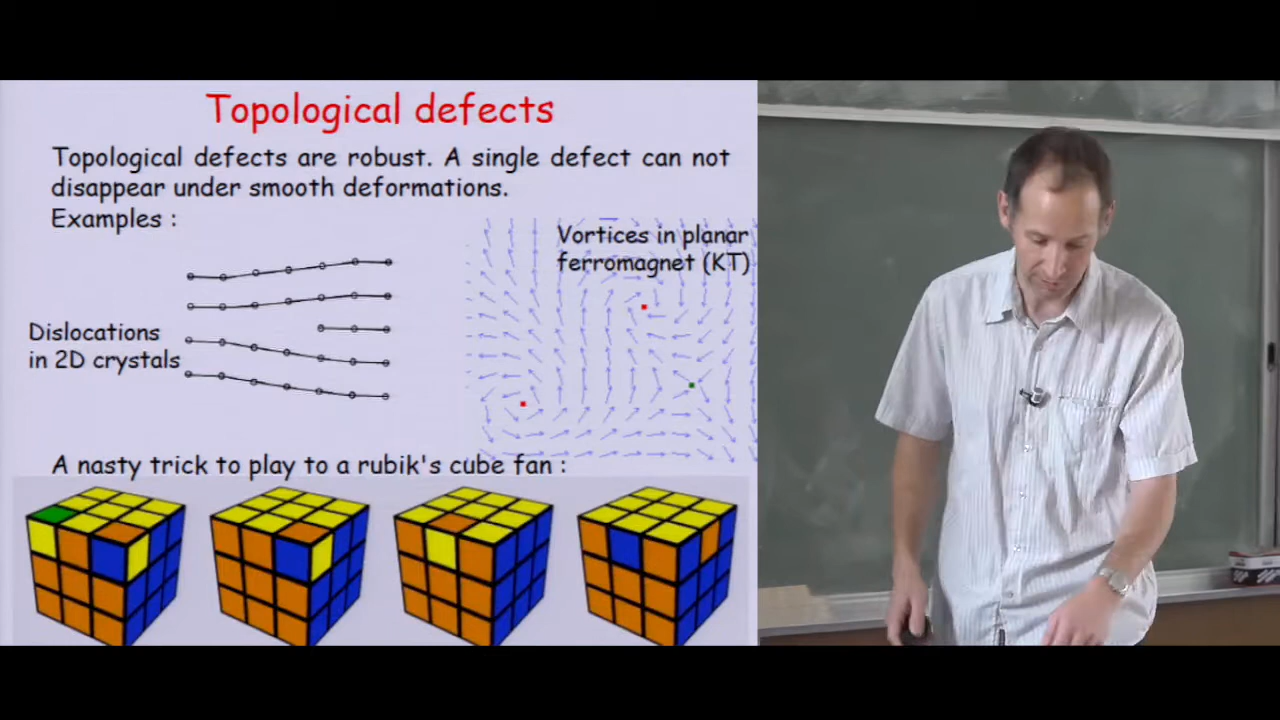 Topological defects
Topological defects are robust. A single defect can not
disappear under smooth deformations.
Examples :
Vortices in planar
ferromagnet (KT)
Dislocations
in 2D crystals
A nasty trick to play to a rubik's cube fan :